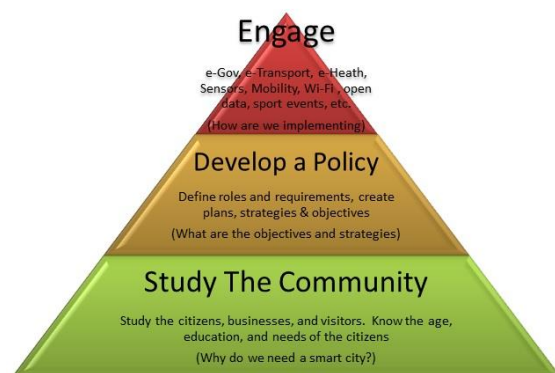 Engage
e-Gov, e-Transport, e-Heath,
Sensors, Mobility, Wi-Fi, open
data, sport events, etc.
(How are we implementing)
Develop a Policy
Define roles and requirements, create
plans, strategies & objectives
(What are the objectives and strategies)
Study The Community
Study the citizens, businesses, and visitors. Know the age,
education, and needs of the citizens
(Why do we need a smart city?)